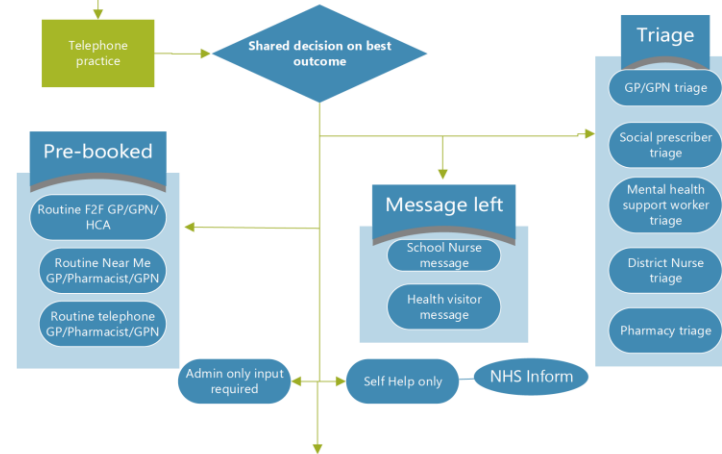 Telephone
practice
Shared decision on best
outcome
Triage
GP/GPN triage
Social prescriber
triage
Mental health
support worker
triage
District Nurse
triage
Pharmacy triage
Pre-booked
Routine F2F GP/GPN/
HCA
Routine Near Me
GP/Pharmacist/GPN
Routine telephone
GP/Pharmacist/GPN
Message left
School Nurse
message
Health visitor
message
Admin only input
required
Self Help only
NHS Inform